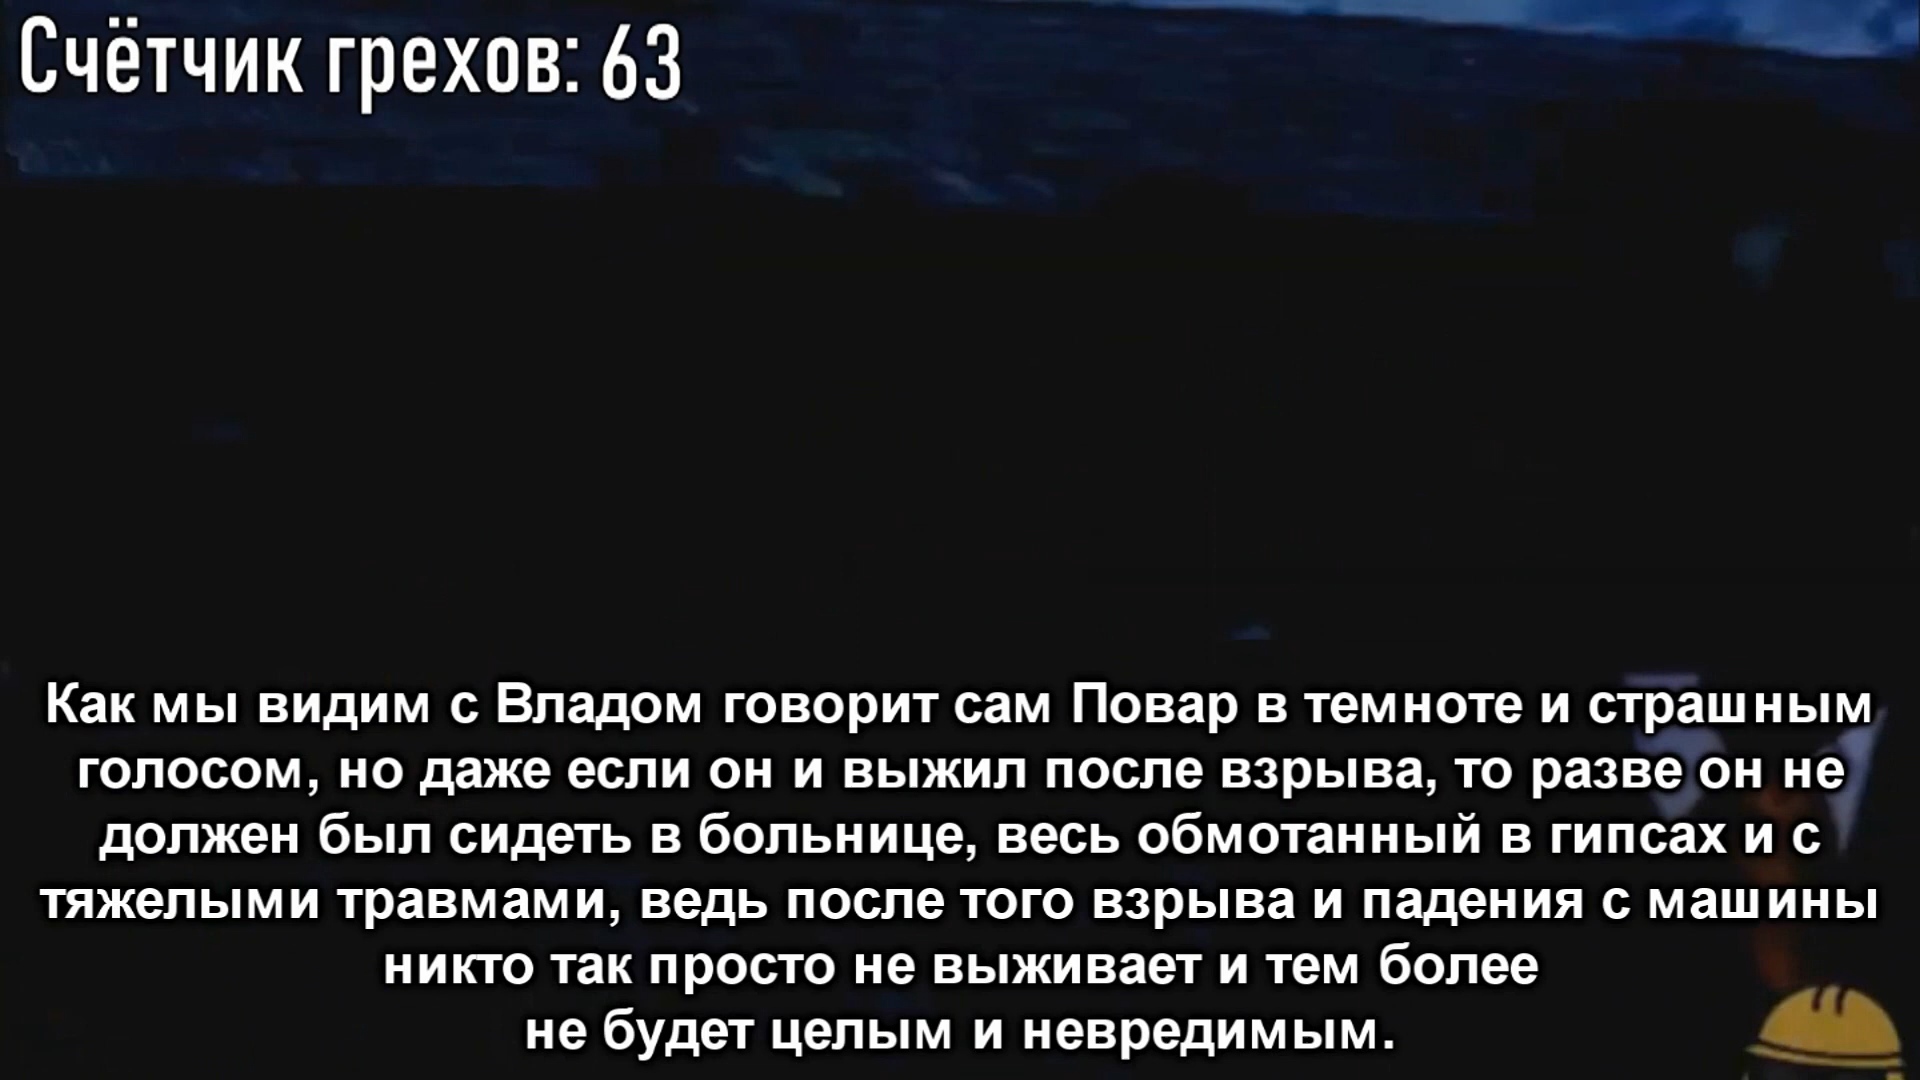 Счётчик грехов: 63
Как мы видим с Владом говорит сам Повар в темноте и страшным
голосом, но даже если он и выжил после взрыва, то разве он не
должен был сидеть в больнице, весь обмотанный в гипсах и с
тяжелыми травмами, ведь после того взрыва и падения с машины
никто так просто не выживает и тем более
не будет целым и невредимым.